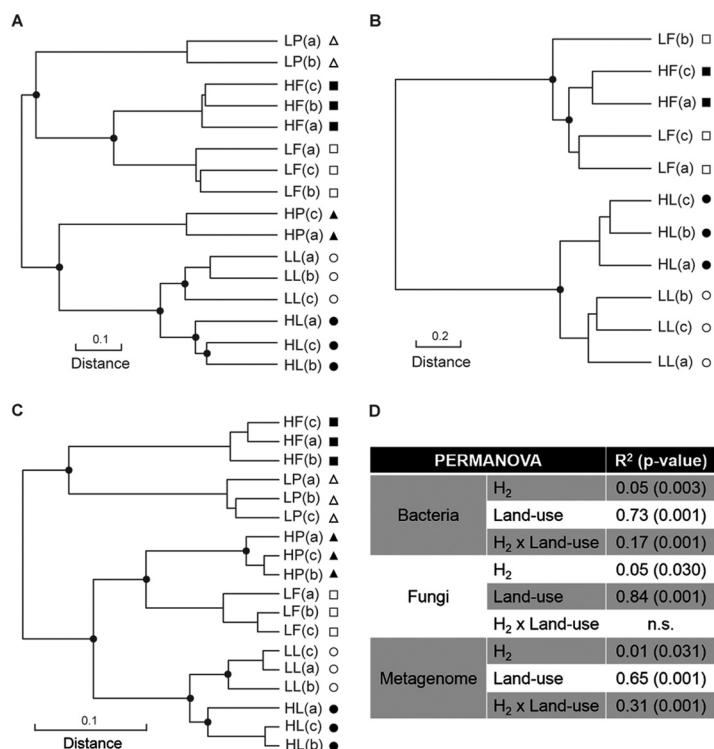 A
LP(a)
LP(b)
HF(c)
HF(b)
HF(a)
LF(a)
LF(c)
LF(b)
HP(c)
HP(a)
LL(a)
LL(b)
LL(c)
HL(a)
HL(c)
HL(b)
0.1
Distance
B
LF(b)
HF(c)
HF(a)
LF(c)
LF(a)
HL(c)
HL(b)
HL(a)
LL(b)
LL(c)
LL(a)
0.2
Distance
C
HF(c)
HF(a)
HF(b)
LP(a)
LP(b)
LP(c)
HP(a)
HP(c)
HP(b)
LF(a)
LF(b)
LF(c)
LL(c)
LL(a)
LL(b)
HL(a)
HL(c)
HL(b)
0.1
Distance
D
PERMANOVA R² (p-value)
Bacteria
H₂ 0.05 (0.003)
Land-use 0.73 (0.001)
H₂ x Land-use 0.17 (0.001)
Fungi
H₂ 0.05 (0.030)
Land-use 0.84 (0.001)
H₂ x Land-use n.s.
Metagenome
H₂ 0.01 (0.031)
Land-use 0.65 (0.001)
H₂ x Land-use 0.31 (0.001)